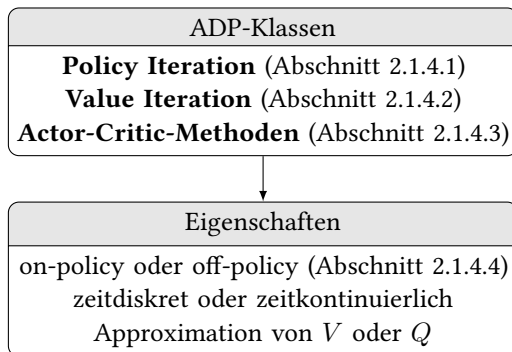 ADP-Klassen
Policy Iteration (Abschnitt 2.1.4.1)
Value Iteration (Abschnitt 2.1.4.2)
Actor-Critic-Methoden (Abschnitt 2.1.4.3)
Eigenschaften
on-policy oder off-policy (Abschnitt 2.1.4.4)
zeitdiskret oder zeitkontinuierlich
Approximation von V oder Q